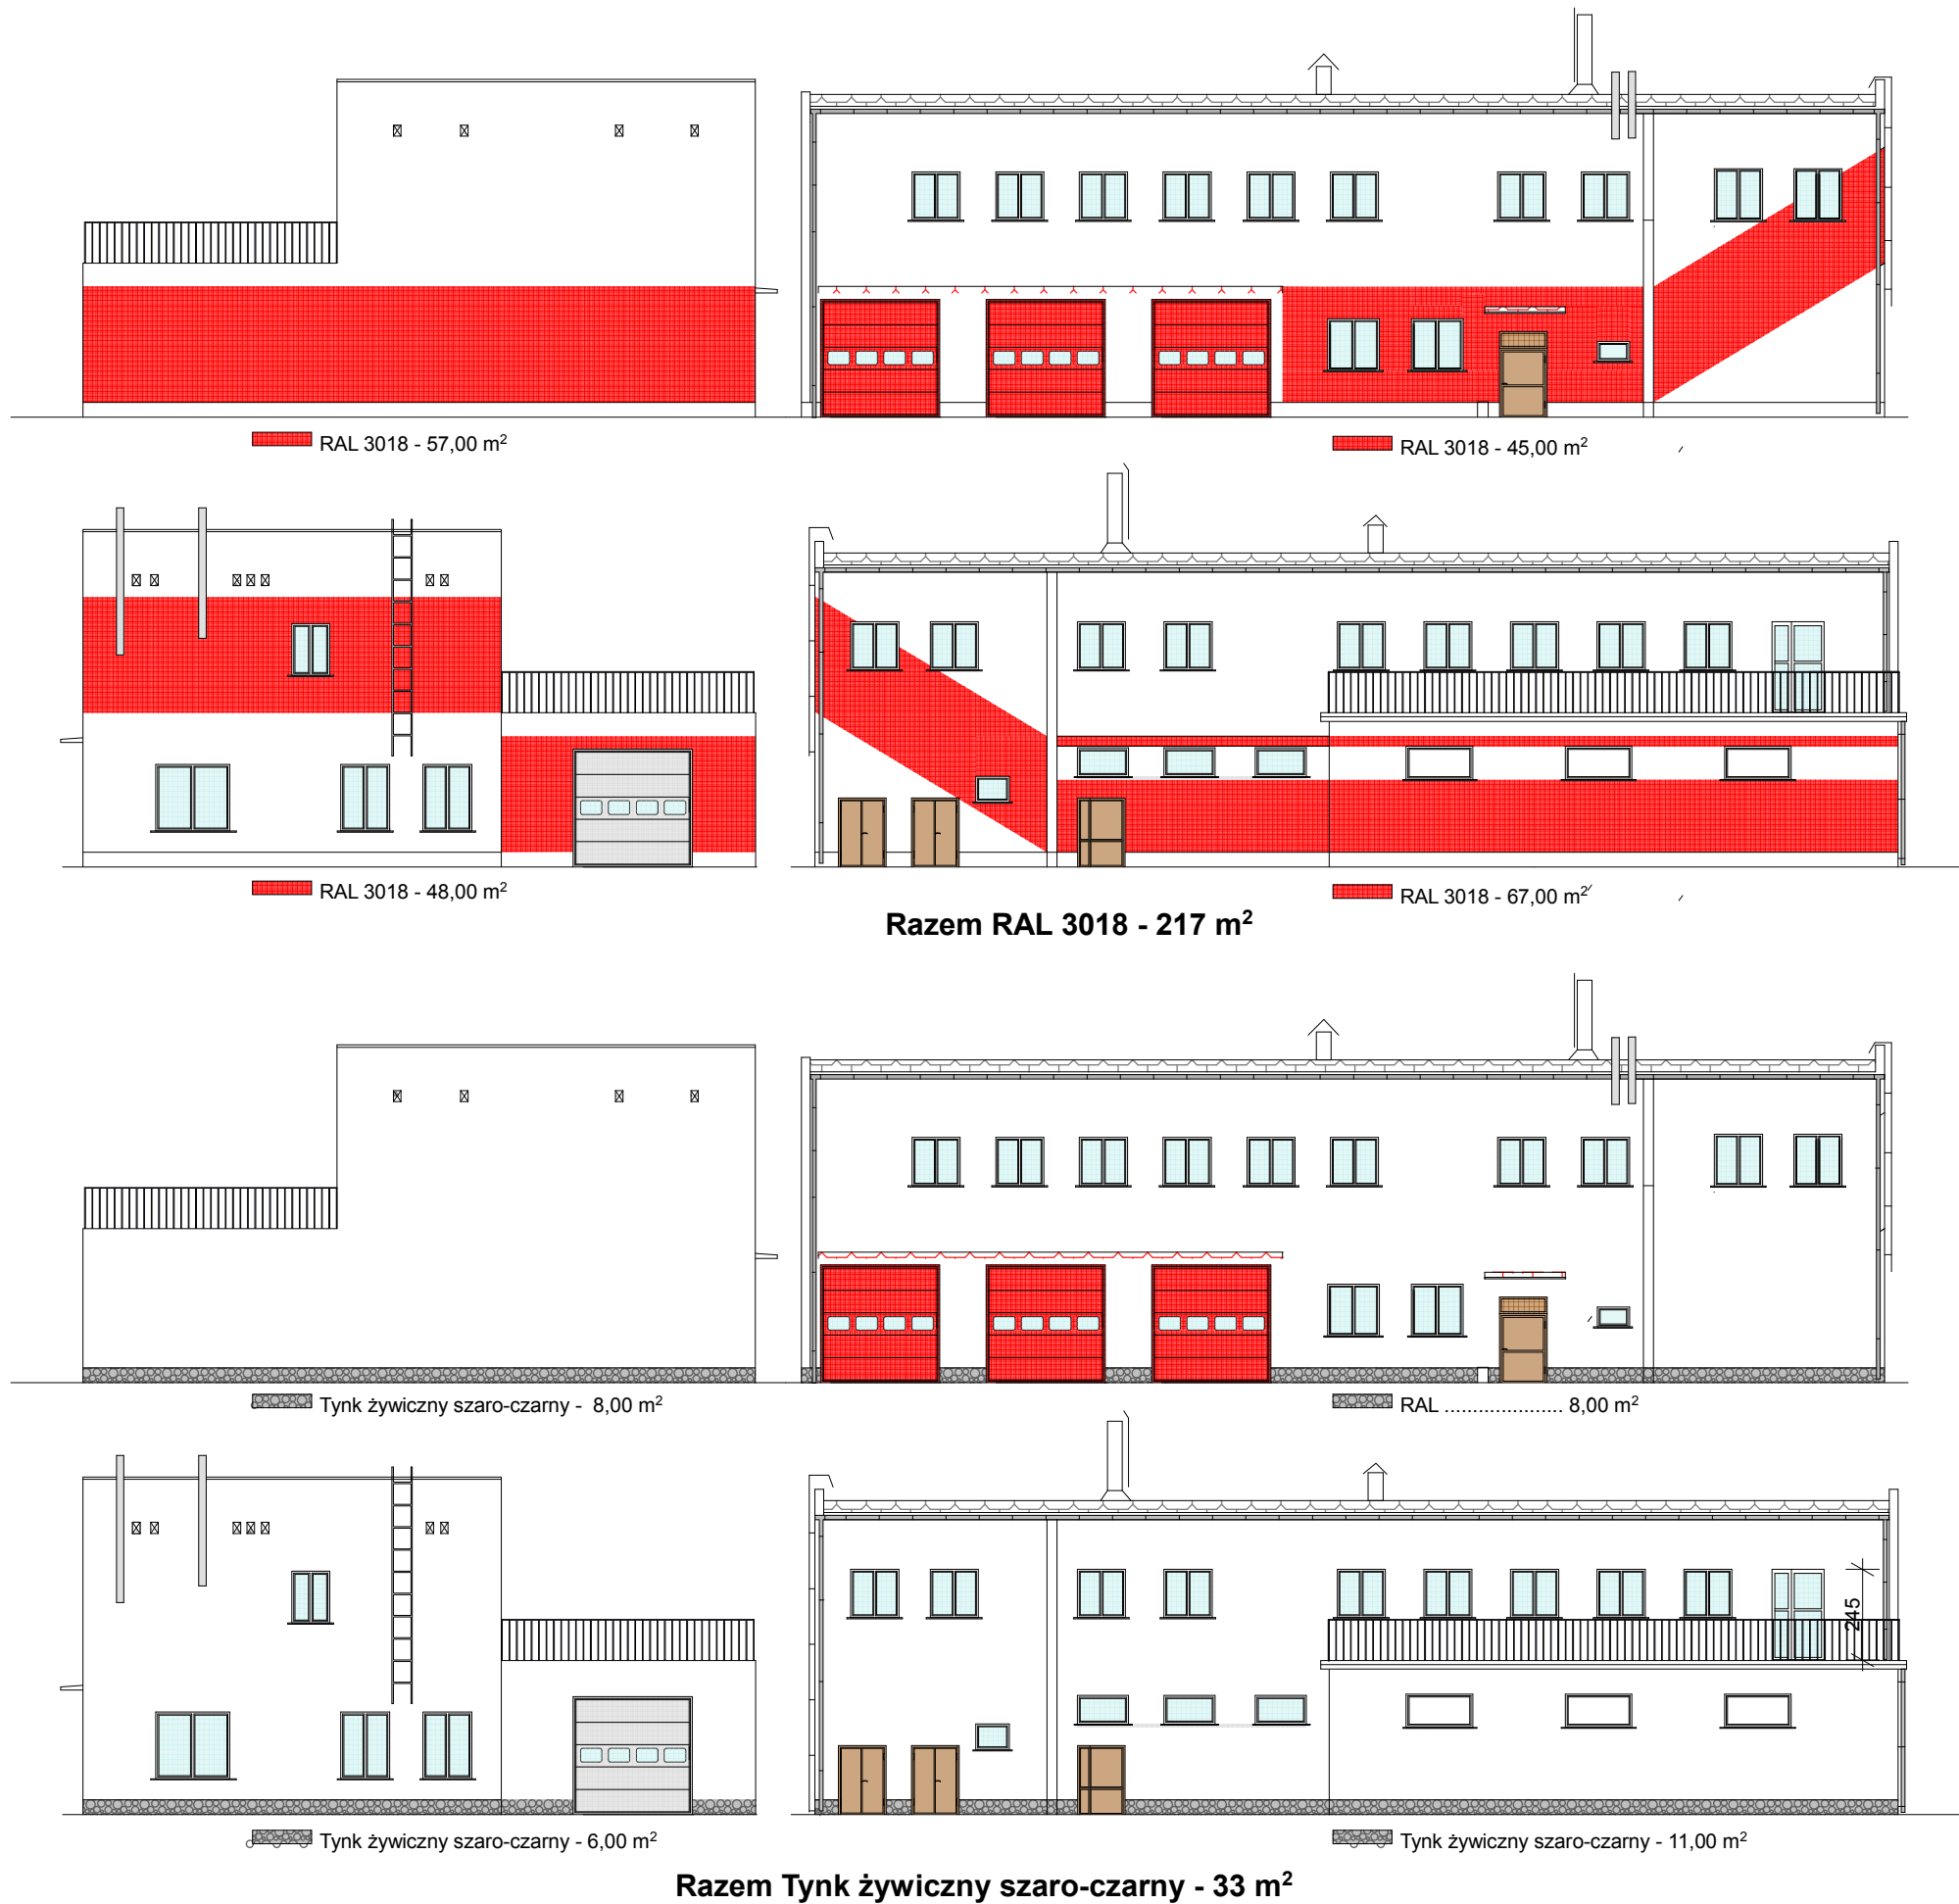 RAL 3018 - 57,00 m²
RAL 3018 - 45,00 m²
RAL 3018 - 48,00 m²
RAL 3018 - 67,00 m²
Razem RAL 3018 - 217 m²
Tynk żywiczny szaro-czarny - 8,00 m²
RAL ..................... 8,00 m²
245
Tynk żywiczny szaro-czarny - 6,00 m²
Tynk żywiczny szaro-czarny - 11,00 m²
Razem Tynk żywiczny szaro-czarny - 33 m²